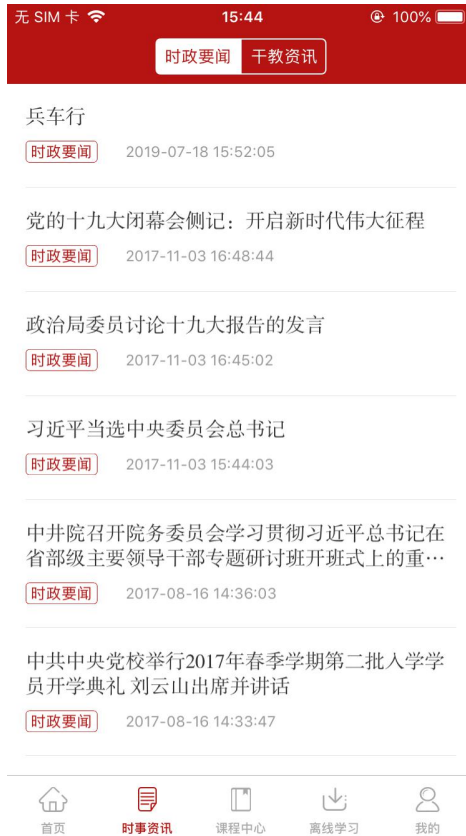 无 SIM 卡 15:44 100%
时政要闻 干教资讯
兵车行
时政要闻 2019-07-18 15:52:05
党的十九大闭幕会侧记：开启新时代伟大征程
时政要闻 2017-11-03 16:48:44
政治局委员讨论十九大报告的发言
时政要闻 2017-11-03 16:45:02
习近平当选中央委员会总书记
时政要闻 2017-11-03 15:44:03
中井院召开院务委员会学习贯彻习近平总书记在
省部级主要领导干部专题研讨班开班式上的重…
时政要闻 2017-08-16 14:36:03
中共中央党校举行2017年春季学期第二批入学学
员开学典礼 刘云山出席并讲话
时政要闻 2017-08-16 14:33:47
首页 时事资讯 课程中心 离线学习 我的